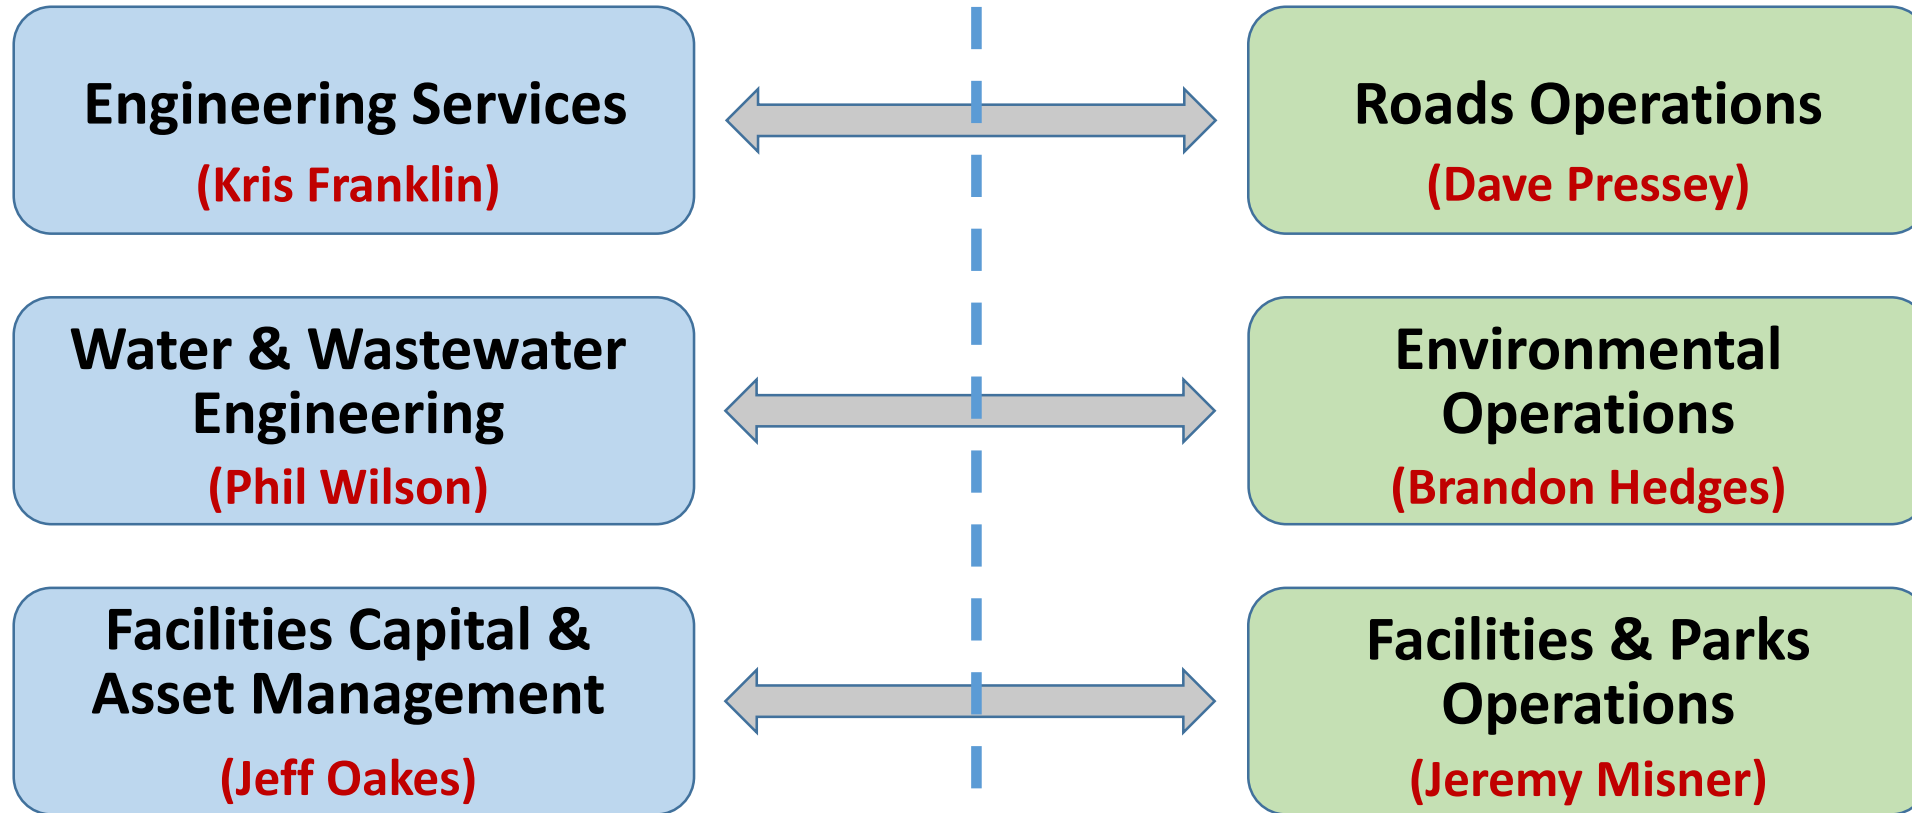 Engineering Services
(Kris Franklin)
Roads Operations
(Dave Pressey)
Water & Wastewater
Engineering
(Phil Wilson)
Environmental
Operations
(Brandon Hedges)
Facilities Capital &
Asset Management
(Jeff Oakes)
Facilities & Parks
Operations
(Jeremy Misner)